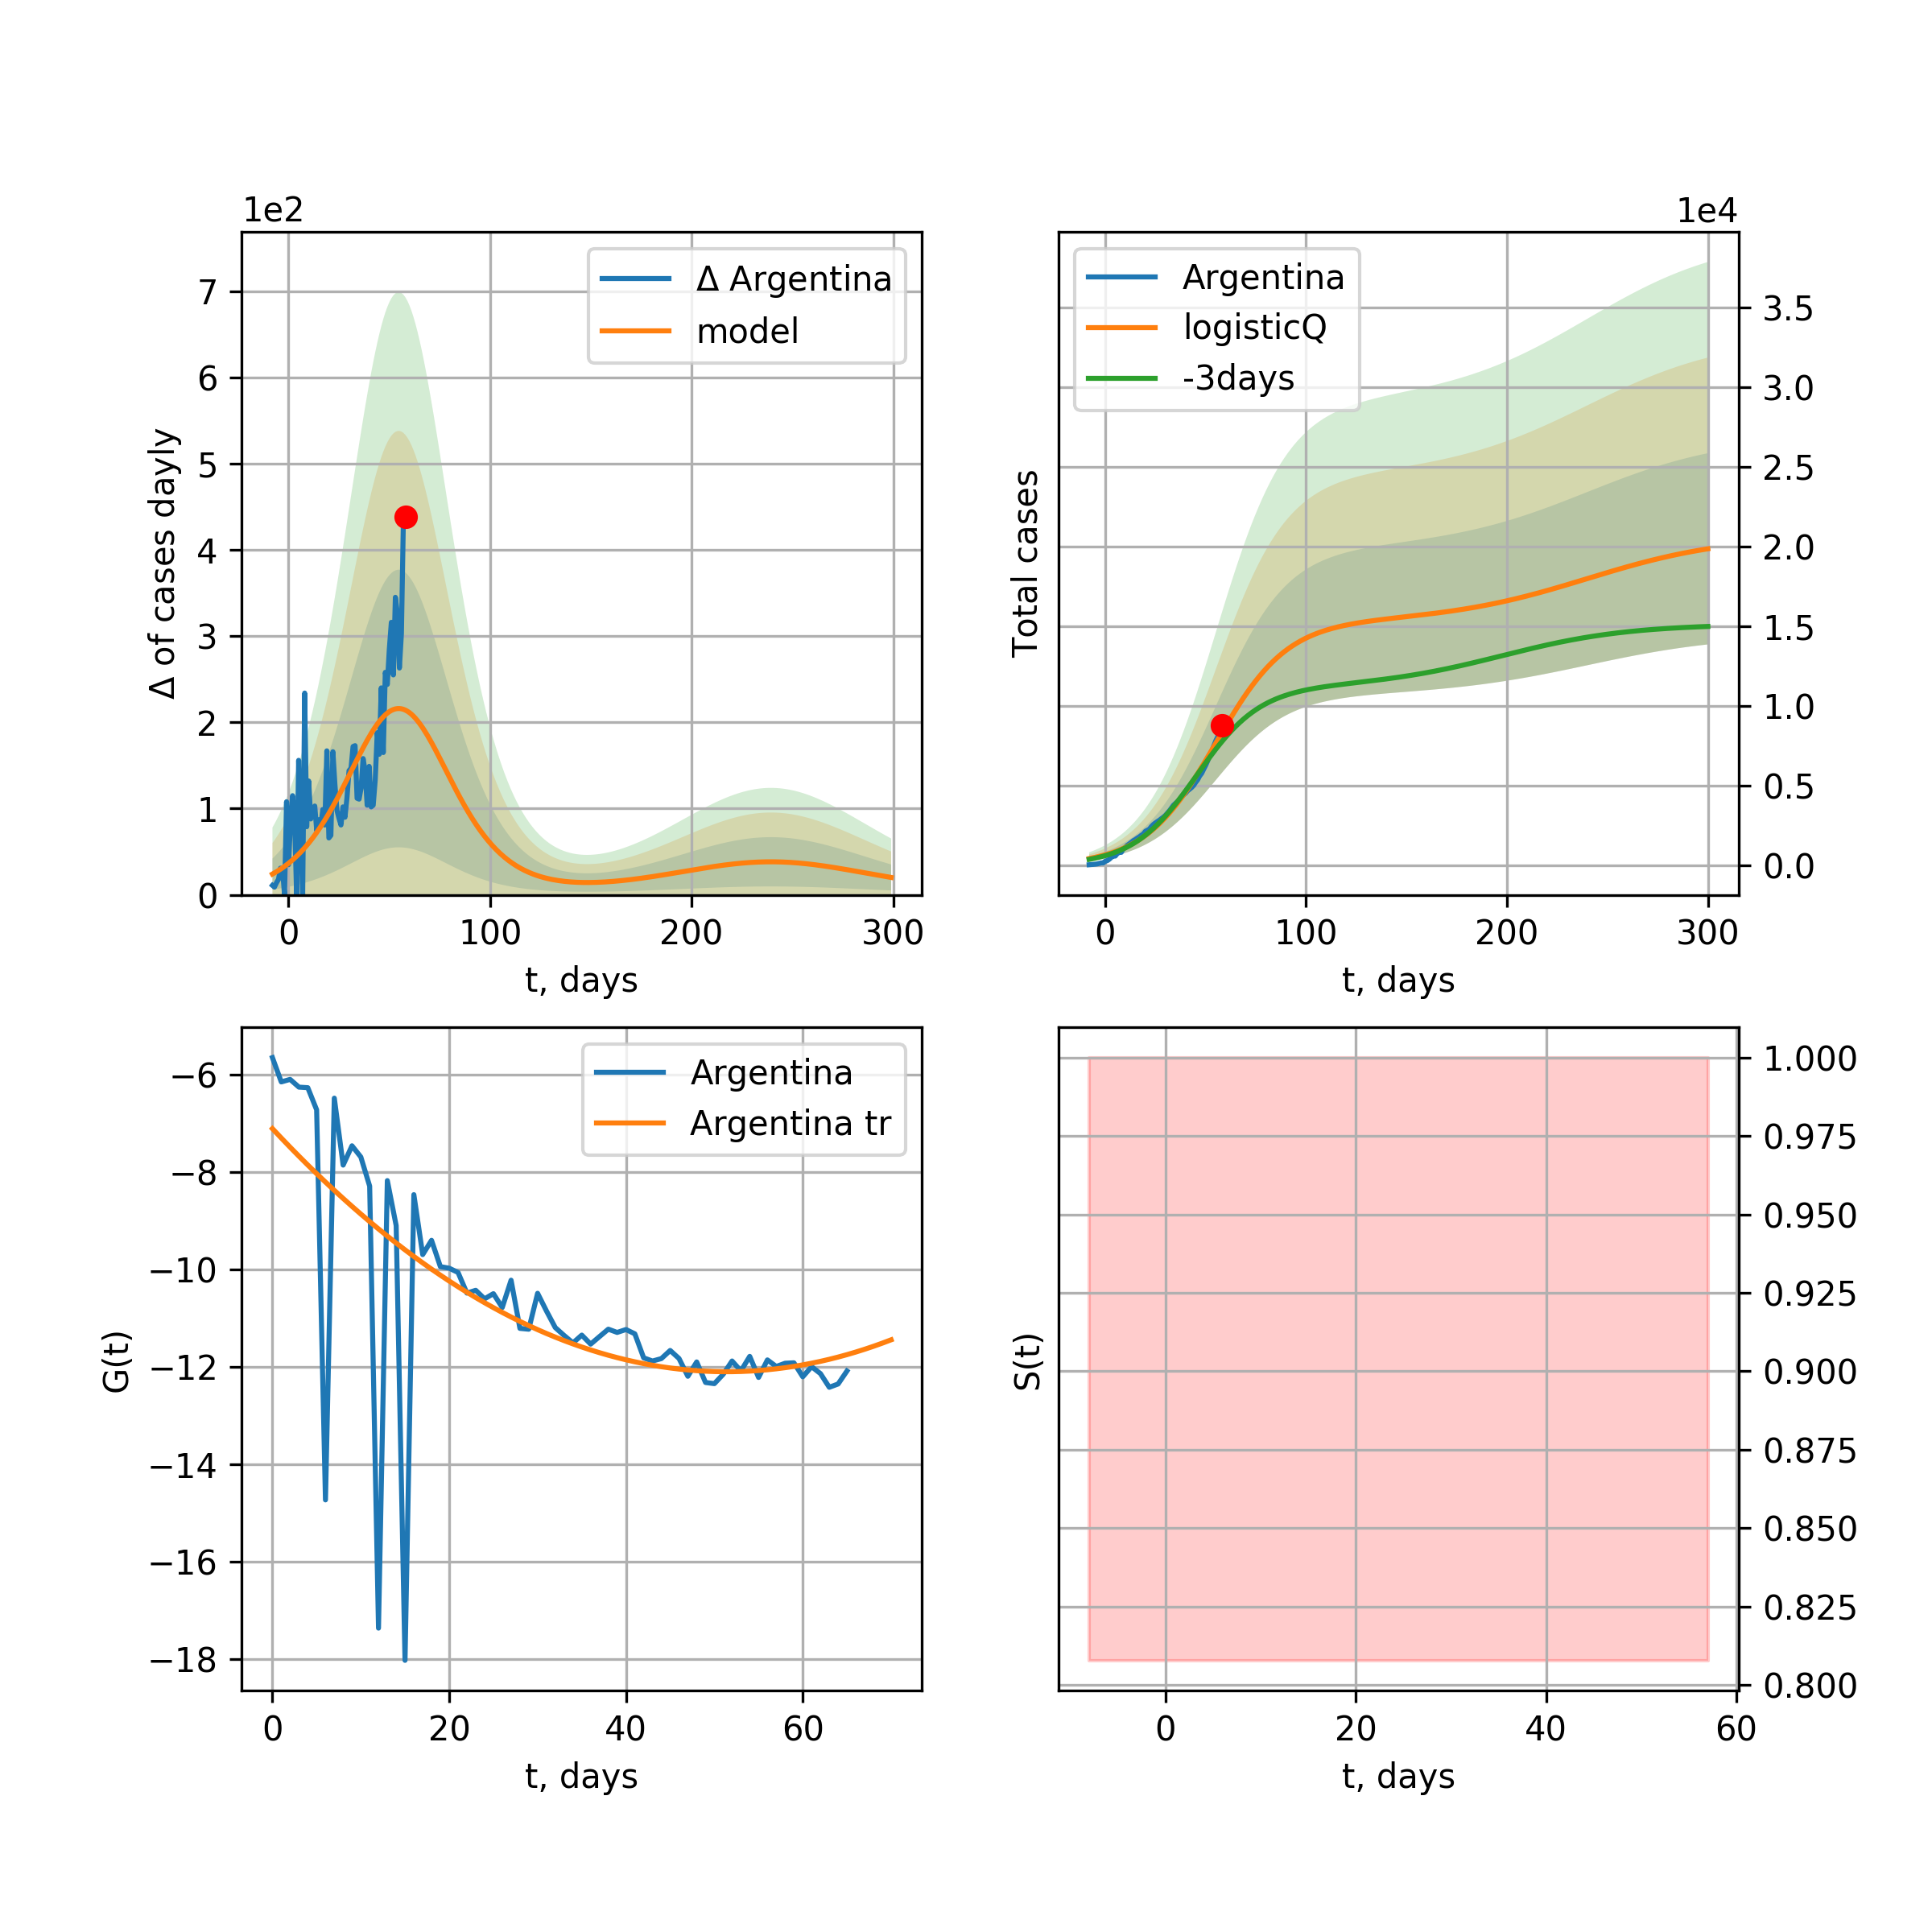 1e2
Δ Argentina
model
7
6
5
4
3
2
1
0
Δ of cases dayly
0 100 200 300
t, days
1e4
Argentina
logisticQ
-3days
3.5
3.0
2.5
2.0
1.5
1.0
0.5
0.0
Total cases
0 100 200 300
t, days
Argentina
Argentina tr
−6
−8
−10
−12
−14
−16
−18
G(t)
0 20 40 60
t, days
1.000
0.975
0.950
0.925
0.900
0.875
0.850
0.825
0.800
S(t)
0 20 40 60
t, days